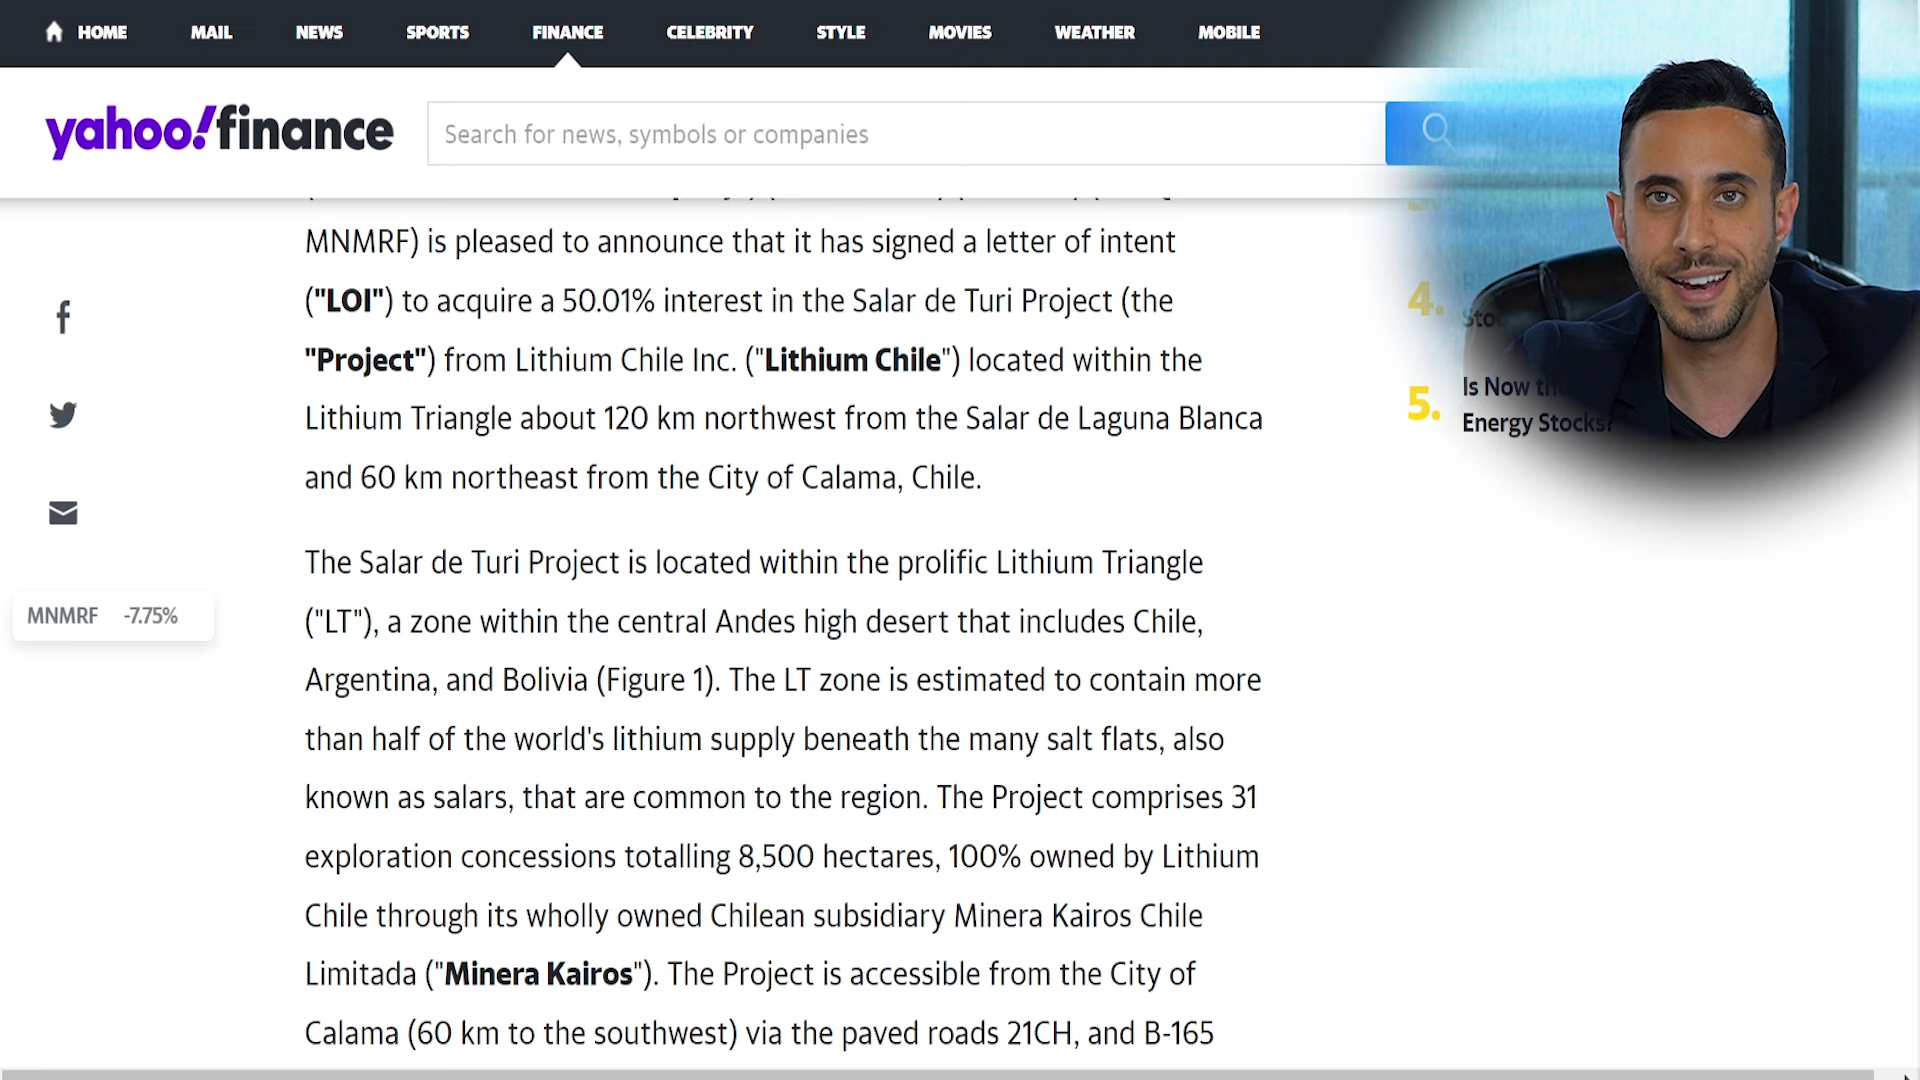 HOME MAIL NEWS SPORTS FINANCE CELEBRITY STYLE MOVIES WEATHER MOBILE
yahoo!finance
Search for news, symbols or companies
MNMRF) is pleased to announce that it has signed a letter of intent
("LOI") to acquire a 50.01% interest in the Salar de Turi Project (the
"Project") from Lithium Chile Inc. ("Lithium Chile") located within the
Lithium Triangle about 120 km northwest from the Salar de Laguna Blanca
and 60 km northeast from the City of Calama, Chile.
The Salar de Turi Project is located within the prolific Lithium Triangle
("LT"), a zone within the central Andes high desert that includes Chile,
Argentina, and Bolivia (Figure 1). The LT zone is estimated to contain more
than half of the world's lithium supply beneath the many salt flats, also
known as salars, that are common to the region. The Project comprises 31
exploration concessions totalling 8,500 hectares, 100% owned by Lithium
Chile through its wholly owned Chilean subsidiary Minera Kairos Chile
Limitada ("Minera Kairos"). The Project is accessible from the City of
Calama (60 km to the southwest) via the paved roads 21CH, and B-165
MNMRF -7.75%
4.
5.
Is Now
Energy Stocks?